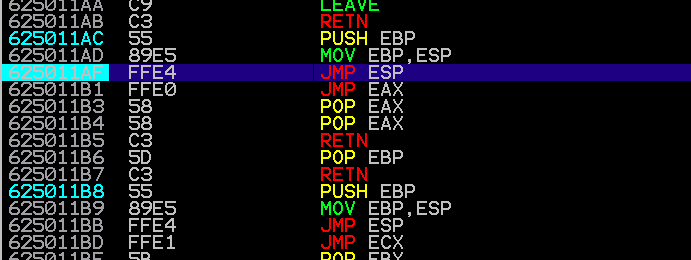 625011AA C9 LEAVE
625011AB C3 RETN
625011AC 55 PUSH EBP
625011AD 89E5 MOV EBP,ESP
625011AF FFE4 JMP ESP
625011B1 FFE0 JMP EAX
625011B3 58 POP EAX
625011B4 58 POP EAX
625011B5 C3 RETN
625011B6 5D POP EBP
625011B7 C3 RETN
625011B8 55 PUSH EBP
625011B9 89E5 MOV EBP,ESP
625011BB FFE4 JMP ESP
625011BD FFE1 JMP ECX
625011BF 5B POP EBX